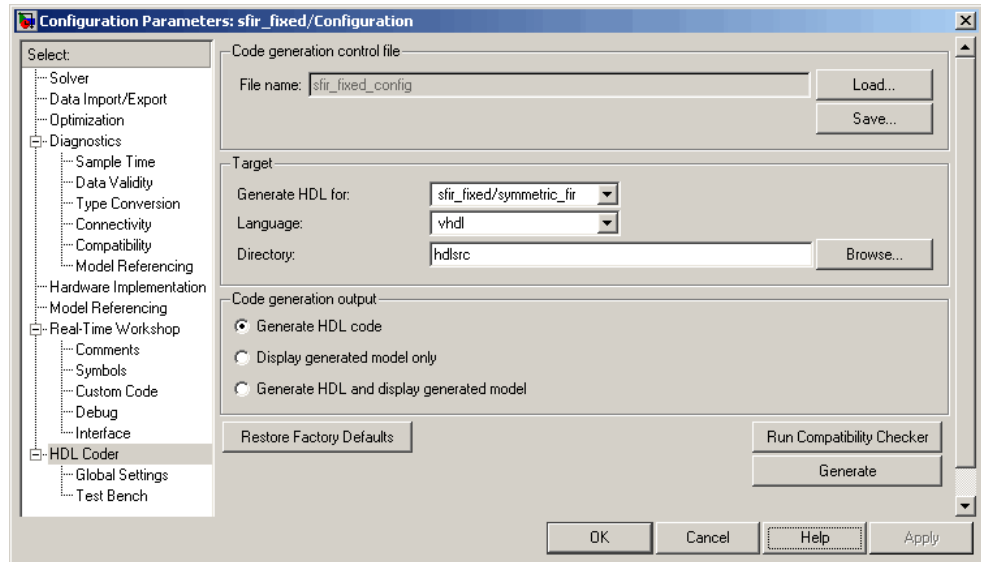 Configuration Parameters: sfir_fixed/Configuration
Select:
Solver
Data Import/Export
Optimization
Diagnostics
Sample Time
Data Validity
Type Conversion
Connectivity
Compatibility
Model Referencing
Hardware Implementation
Model Referencing
Real-Time Workshop
Comments
Symbols
Custom Code
Debug
Interface
HDL Coder
Global Settings
Test Bench
Code generation control file
File name: sfir_fixed_config
Load...
Save...
Target
Generate HDL for: sfir_fixed/symmetric_fir
Language: vhdl
Directory: hdlsrc
Browse...
Code generation output
Generate HDL code
Display generated model only
Generate HDL and display generated model
Restore Factory Defaults
Run Compatibility Checker
Generate
OK Cancel Help Apply